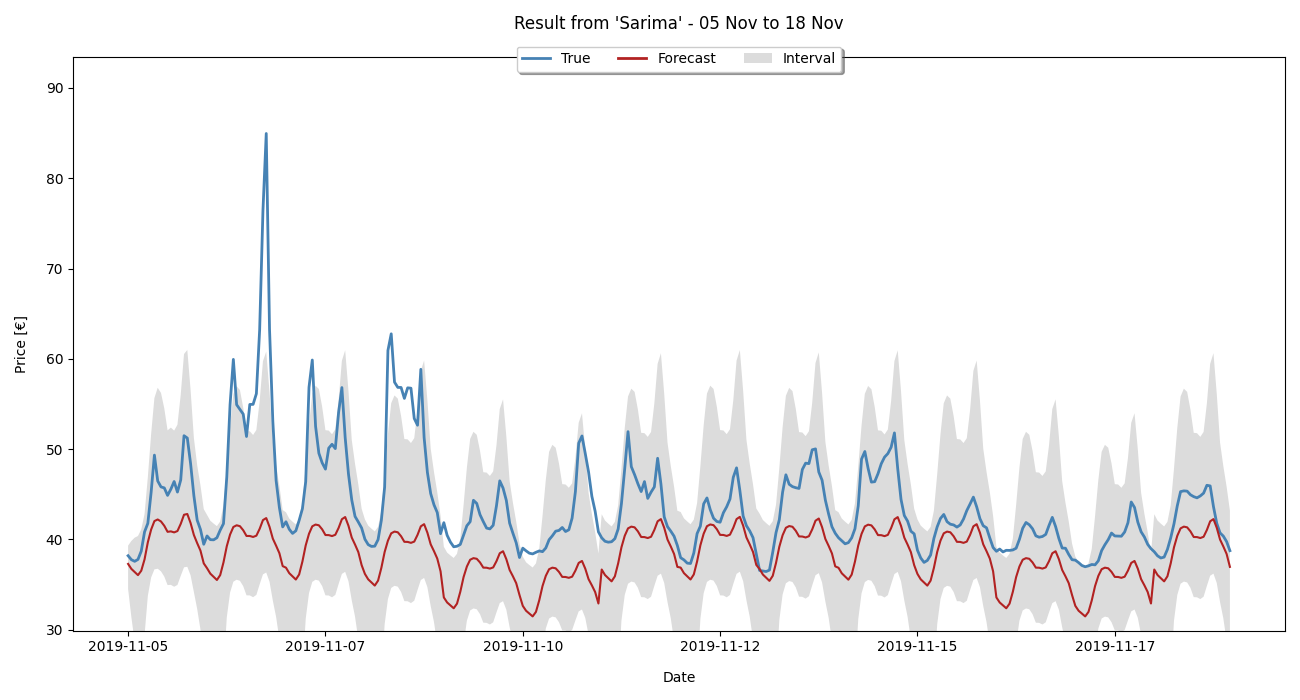 Result from 'Sarima' - 05 Nov to 18 Nov
True Forecast Interval
90
80
70
60
50
40
30
Price [€]
2019-11-05 2019-11-07 2019-11-10 2019-11-12 2019-11-15 2019-11-17
Date